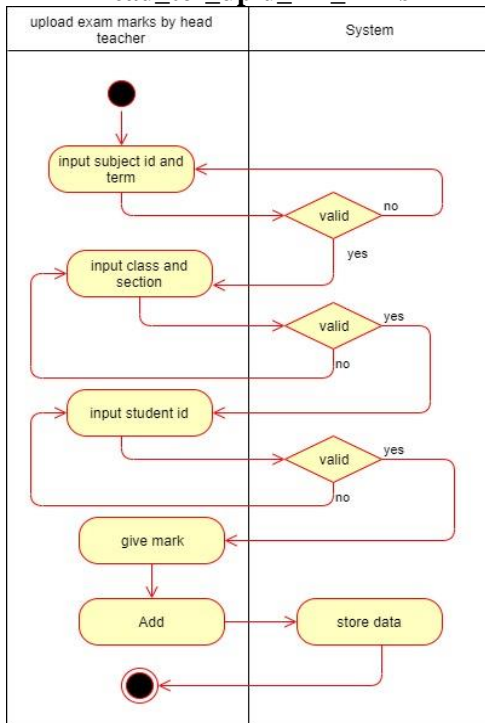 upload exam marks by head
teacher
System
input subject id and
term
valid
no
yes
input class and
section
valid
yes
no
input student id
valid
yes
no
give mark
Add
store data